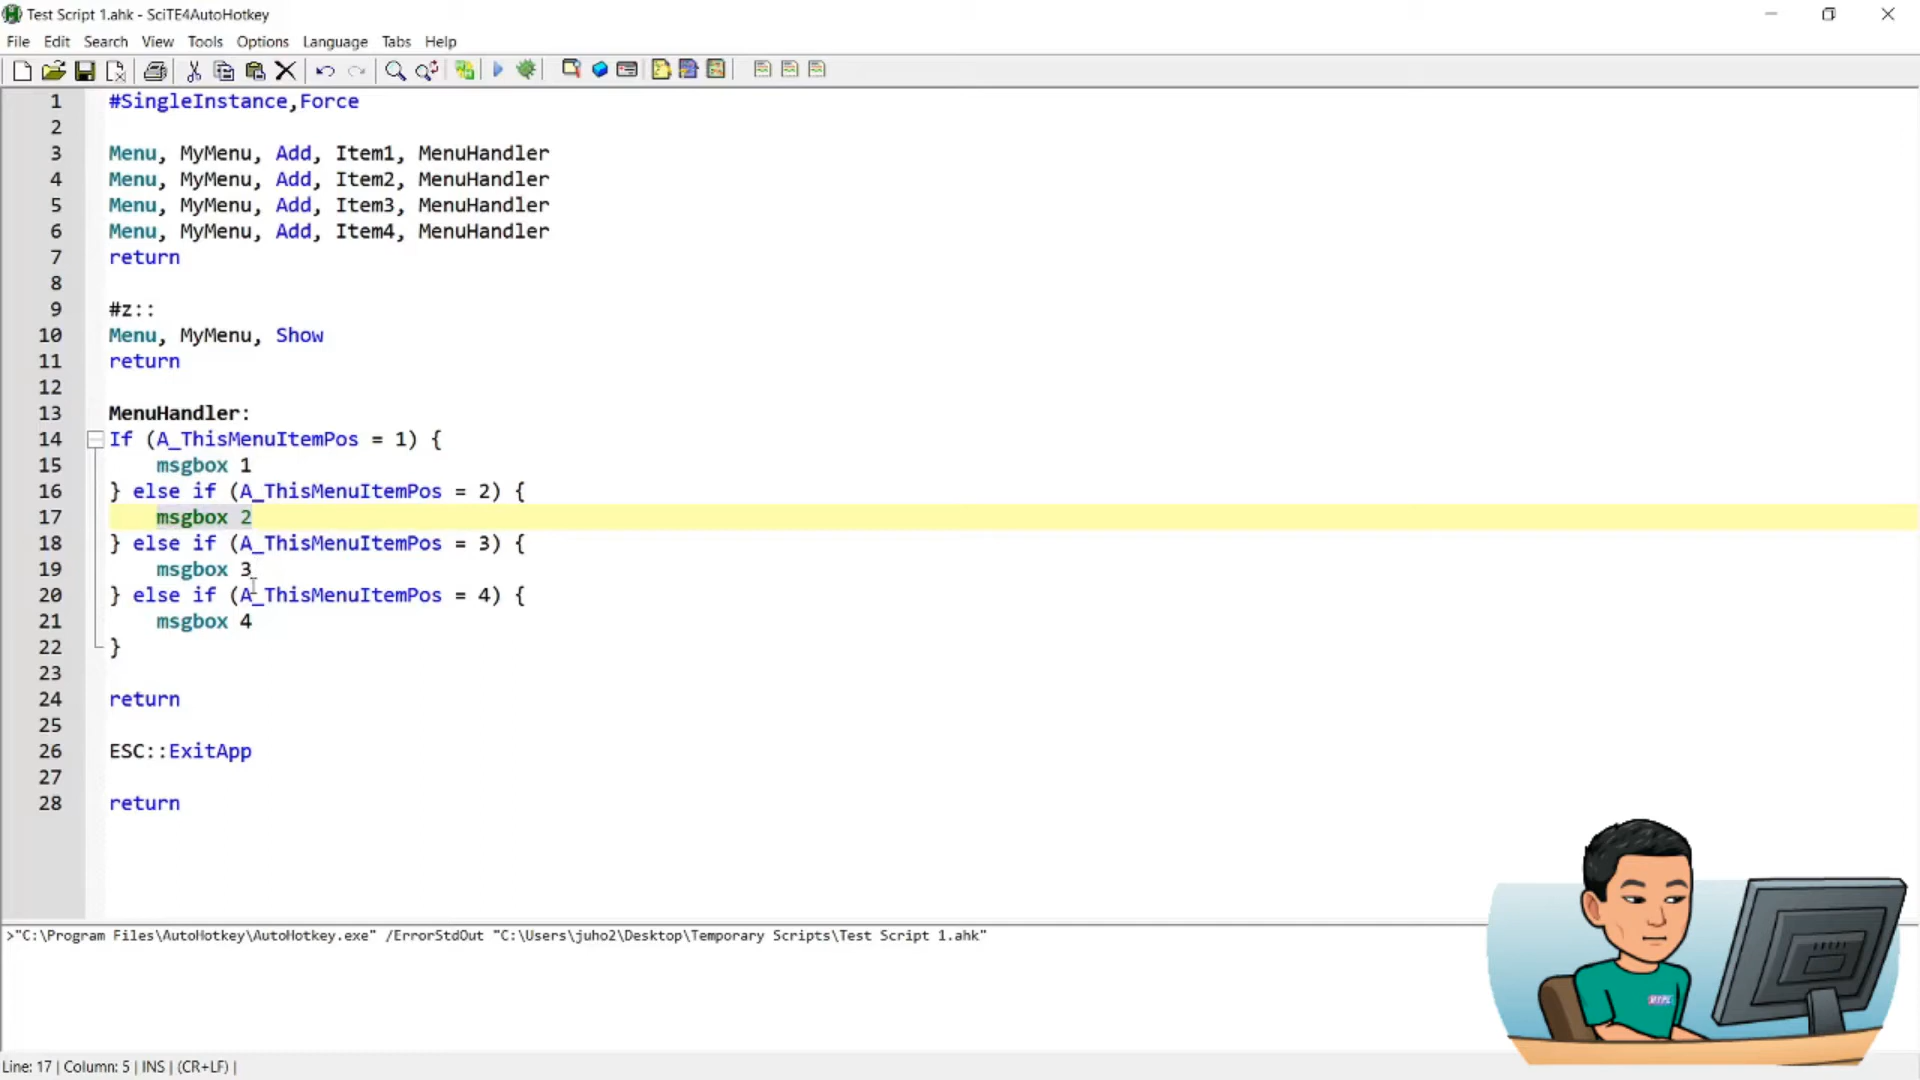 Test Script 1.ahk - SciTE4AutoHotkey
File Edit Search View Tools Options Language Tabs Help
1 #SingleInstance,Force
2
3 Menu, MyMenu, Add, Item1, MenuHandler
4 Menu, MyMenu, Add, Item2, MenuHandler
5 Menu, MyMenu, Add, Item3, MenuHandler
6 Menu, MyMenu, Add, Item4, MenuHandler
7 return
8
9 #z::
10 Menu, MyMenu, Show
11 return
12
13 MenuHandler:
14 If (A_ThisMenuItemPos = 1) {
15 msgbox 1
16 } else if (A_ThisMenuItemPos = 2) {
17 msgbox 2
18 } else if (A_ThisMenuItemPos = 3) {
19 msgbox 3
20 } else if (A_ThisMenuItemPos = 4) {
21 msgbox 4
22 }
23
24 return
25
26 ESC::ExitApp
27
28 return
>"C:\Program Files\AutoHotkey\AutoHotkey.exe" /ErrorStdOut "C:\Users\juho2\Desktop\Temporary Scripts\Test Script 1.ahk"
Line: 17 | Column: 5 | INS | (CR+LF) |